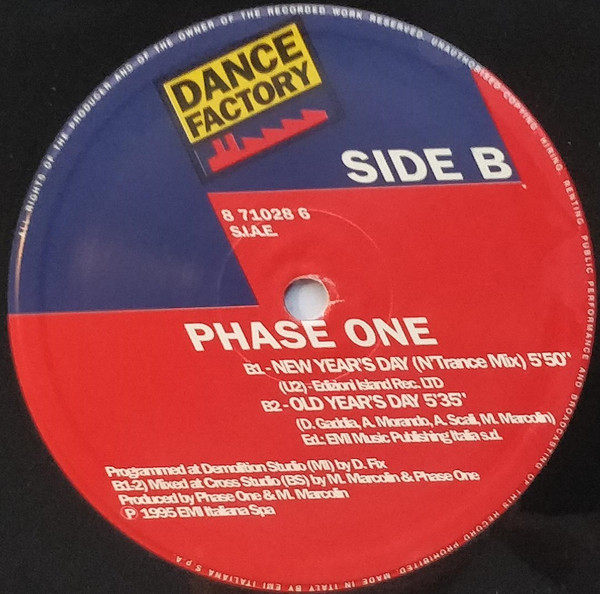 ALL RIGHTS OF THE PRODUCER AND OF THE OWNER OF THE RECORDED WORK RESERVED. UNAUTHORISED COPYING. HIRING. RENTING. PUBLIC PERFORMANCE AND BROADCASTING OF THIS RECORD PROHIBITED. MADE IN ITALY BY EMI ITALIANA S.P.A
DANCE
FACTORY
SIDE B
8 71028 6
S.I.A.E.
PHASE ONE
B1 - NEW YEAR'S DAY (N'Trance Mix) 5'50"
(U2) - Edizioni Island Rec. LTD
B2 - OLD YEAR'S DAY 5'35"
(D. Gaddia, A. Morando, A. Scali, M. Marcolin)
Ed.: EMI Music Publishing Italia s.r.l.
Programmed at Demolition Studio (MI) by D. Fix
B1-2) Mixed at Cross Studio (BS) by M. Marcolin & Phase One
Produced by Phase One & M. Marcolin
℗ 1995 EMI Italiana Spa